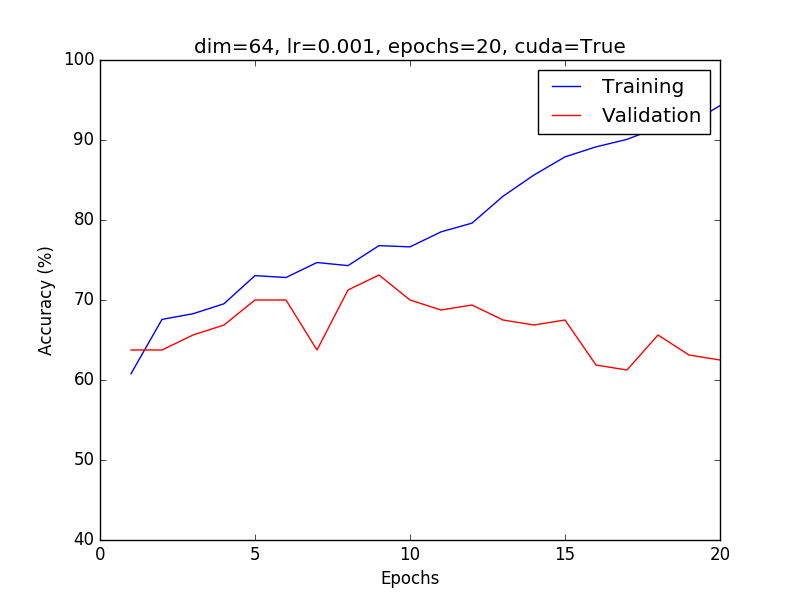 dim=64, lr=0.001, epochs=20, cuda=True
Training
Validation
Accuracy (%)
100
90
80
70
60
50
40
0 5 10 15 20
Epochs